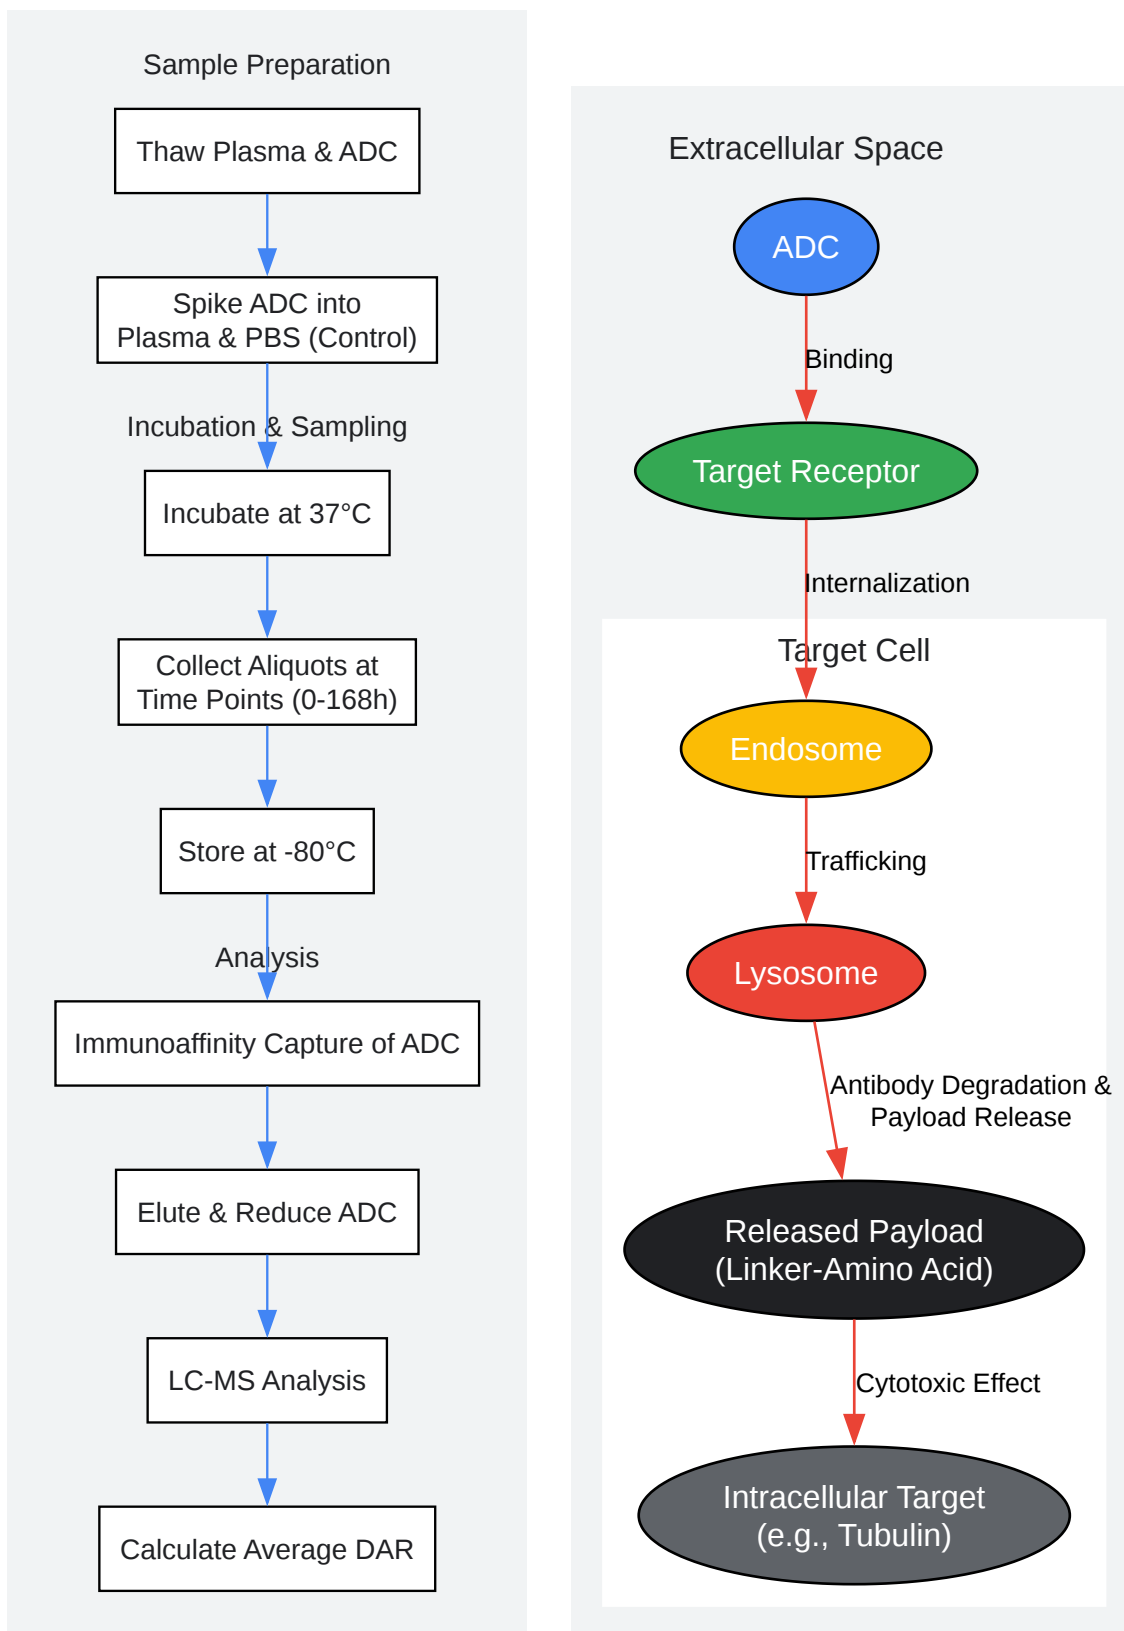 Sample Preparation
Thaw Plasma & ADC
Spike ADC into
Plasma & PBS (Control)
Incubation & Sampling
Incubate at 37°C
Collect Aliquots at
Time Points (0-168h)
Store at -80°C
Analysis
Immunoaffinity Capture of ADC
Elute & Reduce ADC
LC-MS Analysis
Calculate Average DAR
Extracellular Space
ADC
Binding
Target Receptor
Internalization
Target Cell
Endosome
Trafficking
Lysosome
Antibody Degradation &
Payload Release
Released Payload
(Linker-Amino Acid)
Cytotoxic Effect
Intracellular Target
(e.g., Tubulin)